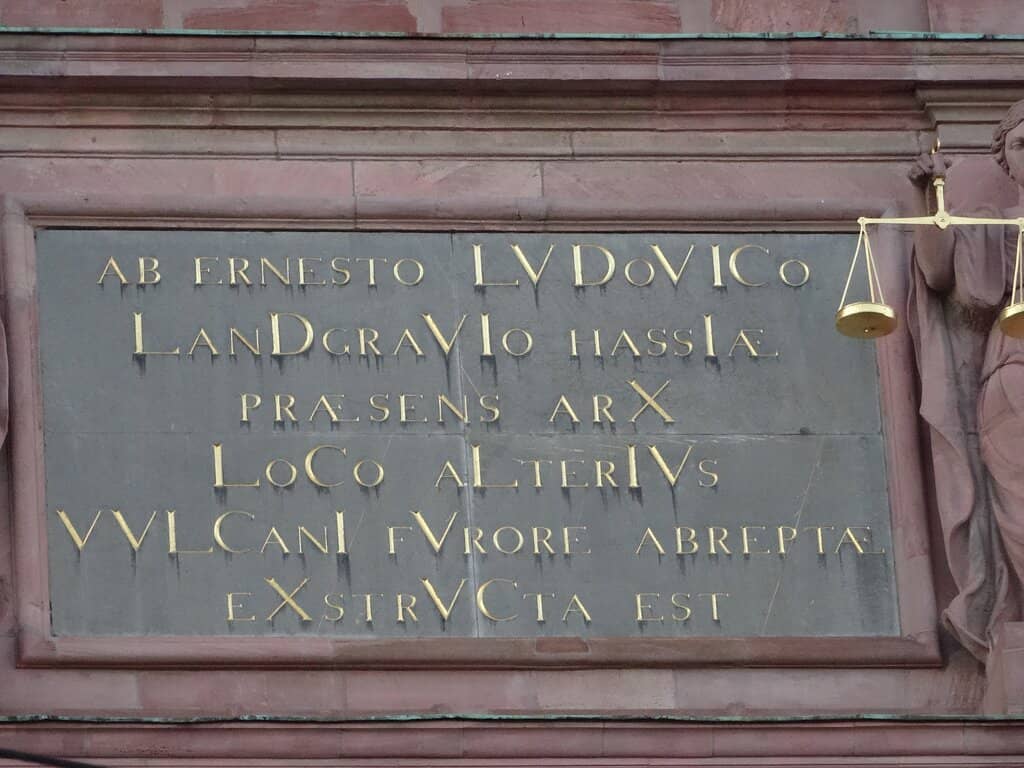 AB ERNESTO LVDoVICo
LanDgraVIo hassIæ
PRÆSENS ARX
LoCo aLterIVs
VVLCanI fVrore ABREPTÆ
eXstrVCta EST